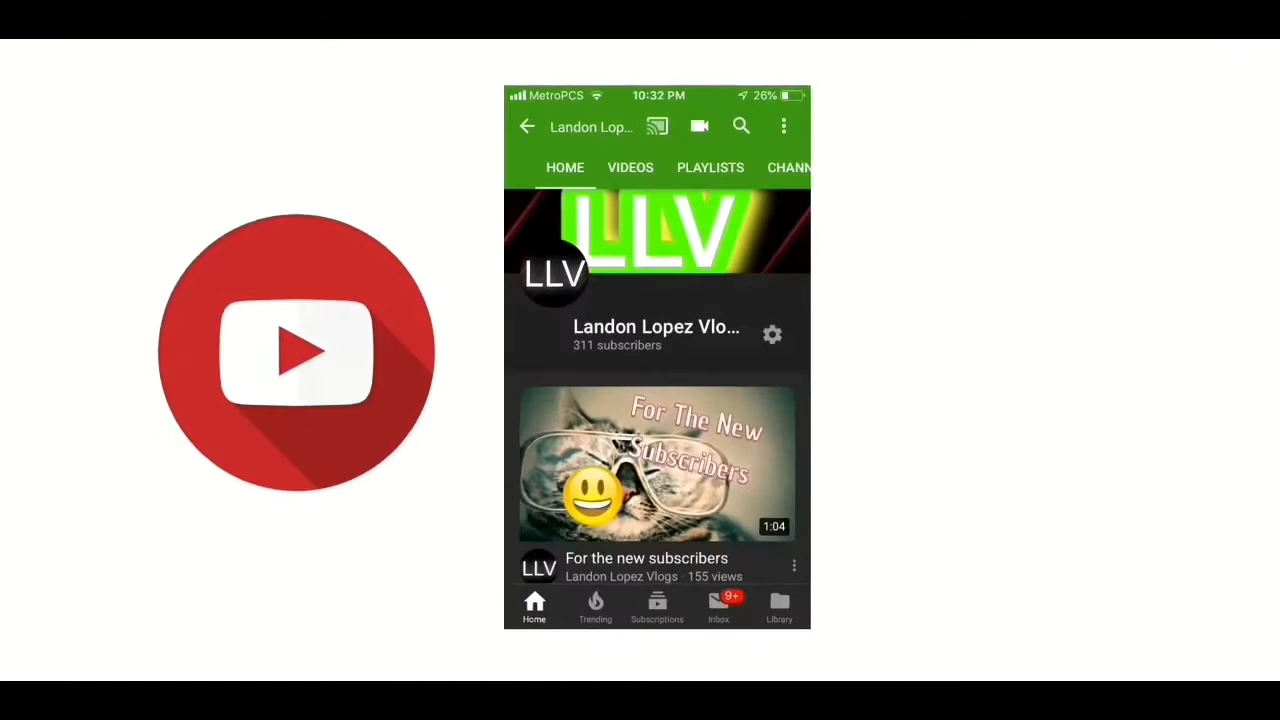 MetroPCS 10:32 PM 26%
Landon Lop...
HOME VIDEOS PLAYLISTS CHANN
LLV
LLV
Landon Lopez Vlo...
311 subscribers
For The New
Subscribers
1:04
LLV
For the new subscribers
Landon Lopez Vlogs · 155 views
9+
Home Trending Subscriptions Inbox Library